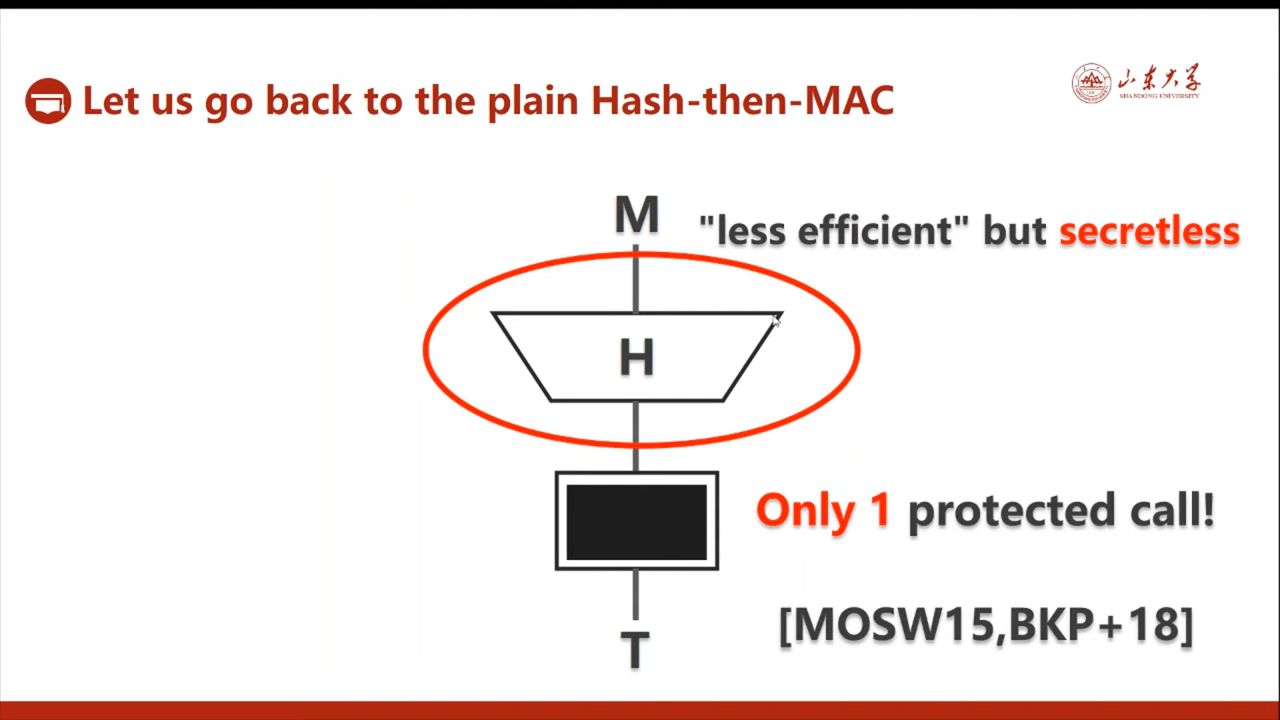 Let us go back to the plain Hash-then-MAC
山东大学
SHANDONG UNIVERSITY
M
"less efficient" but secretless
H
Only 1 protected call!
[MOSW15,BKP+18]
T